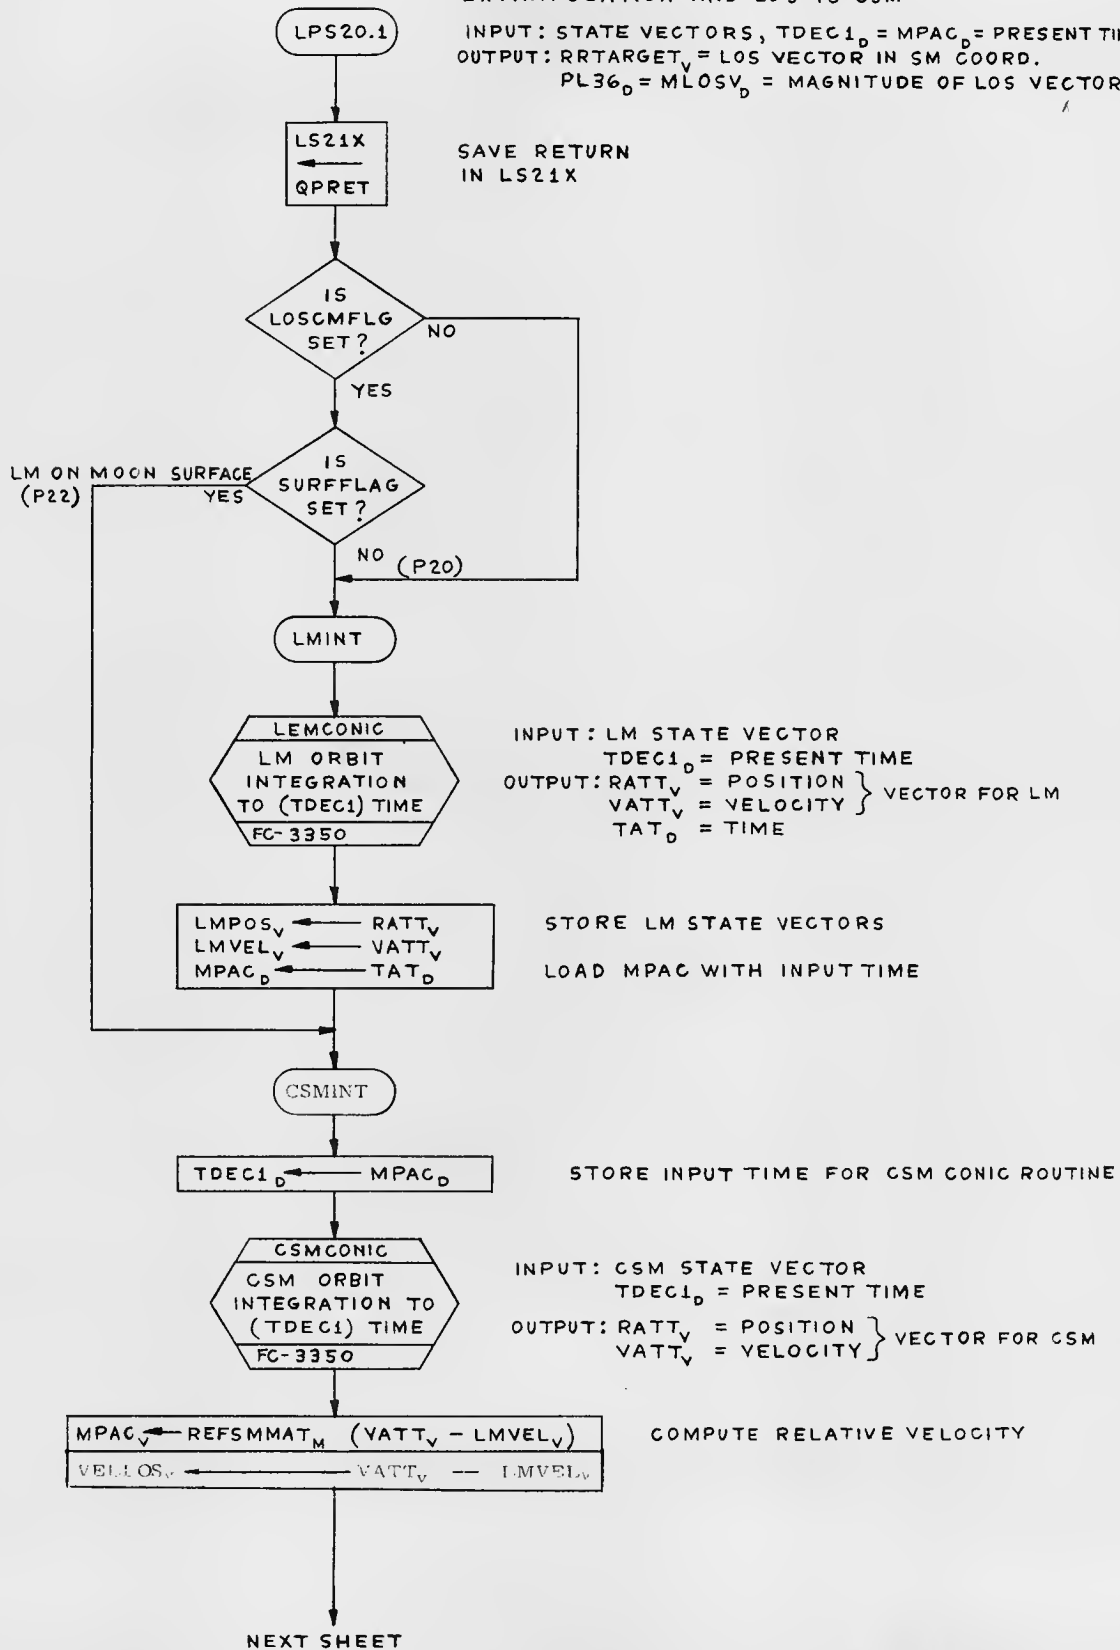 LPS20.1
INPUT: STATE VECTORS, TDEC1D = MPACD = PRESENT
OUTPUT: RRTARGETV = LOS VECTOR IN SM COORD.
PL36D = MLOSVD = MAGNITUDE OF LOS VECTOR
LS21X
←
QPRET
SAVE RETURN
IN LS21X
IS
LOSCMFLG
SET?
NO
YES
LM ON MOON SURFACE
(P22)
YES
IS
SURFFLAG
SET?
NO
(P20)
LMINT
LEMCONIC
LM ORBIT
INTEGRATION
TO (TDEC1) TIME
FC-3350
INPUT: LM STATE VECTOR
TDEC1D = PRESENT TIME
OUTPUT: RATTV = POSITION
VATTV = VELOCITY } VECTOR FOR LM
TATD = TIME
LMPOSV ← RATTV
LMVELV ← VATTV
MPACD ← TATD
STORE LM STATE VECTORS
LOAD MPAC WITH INPUT TIME
CSMINT
TDEC1D ← MPACD
STORE INPUT TIME FOR CSM CONIC ROUTINE
CSMCONIC
CSM ORBIT
INTEGRATION TO
(TDEC1) TIME
FC-3350
INPUT: CSM STATE VECTOR
TDEC1D = PRESENT TIME
OUTPUT: RATTV = POSITION
VATTV = VELOCITY } VECTOR FOR CSM
MPACV ← REFSMMATM (VATTV - LMVELV)
COMPUTE RELATIVE VELOCITY
VELLOSV ← VATTV -- LMVELV
NEXT SHEET